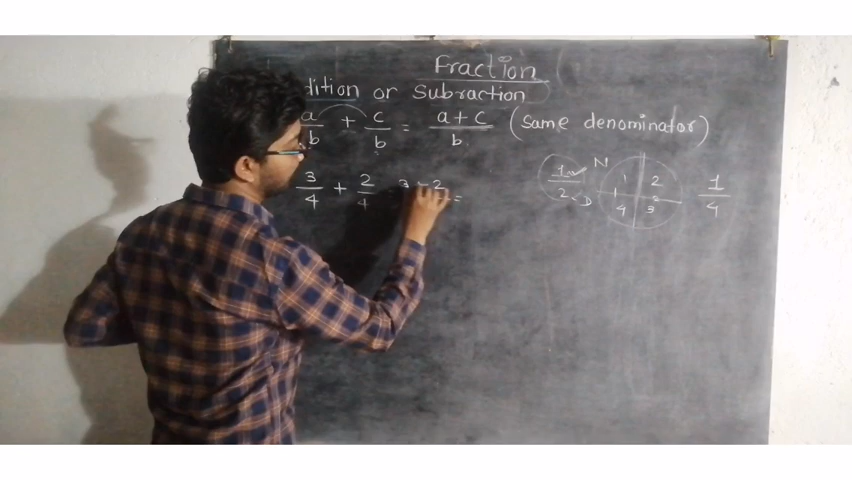 Fraction
dition or Subraction
a/b + c/b = a+c/b (Same denominator)
3/4 + 2/4 3 - 2 =
1/2 N D
1 2 3 4
1/4